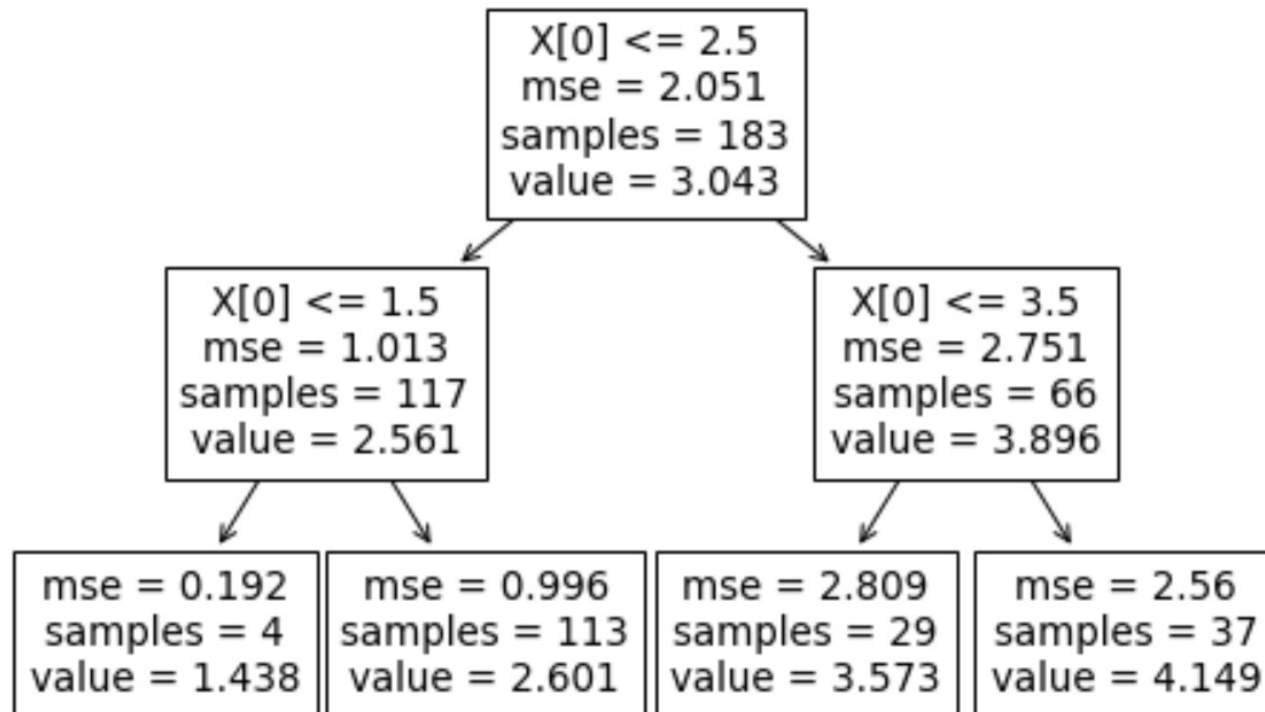 X[0] <= 2.5
mse = 2.051
samples = 183
value = 3.043
X[0] <= 1.5
mse = 1.013
samples = 117
value = 2.561
X[0] <= 3.5
mse = 2.751
samples = 66
value = 3.896
mse = 0.192
samples = 4
value = 1.438
mse = 0.996
samples = 113
value = 2.601
mse = 2.809
samples = 29
value = 3.573
mse = 2.56
samples = 37
value = 4.149